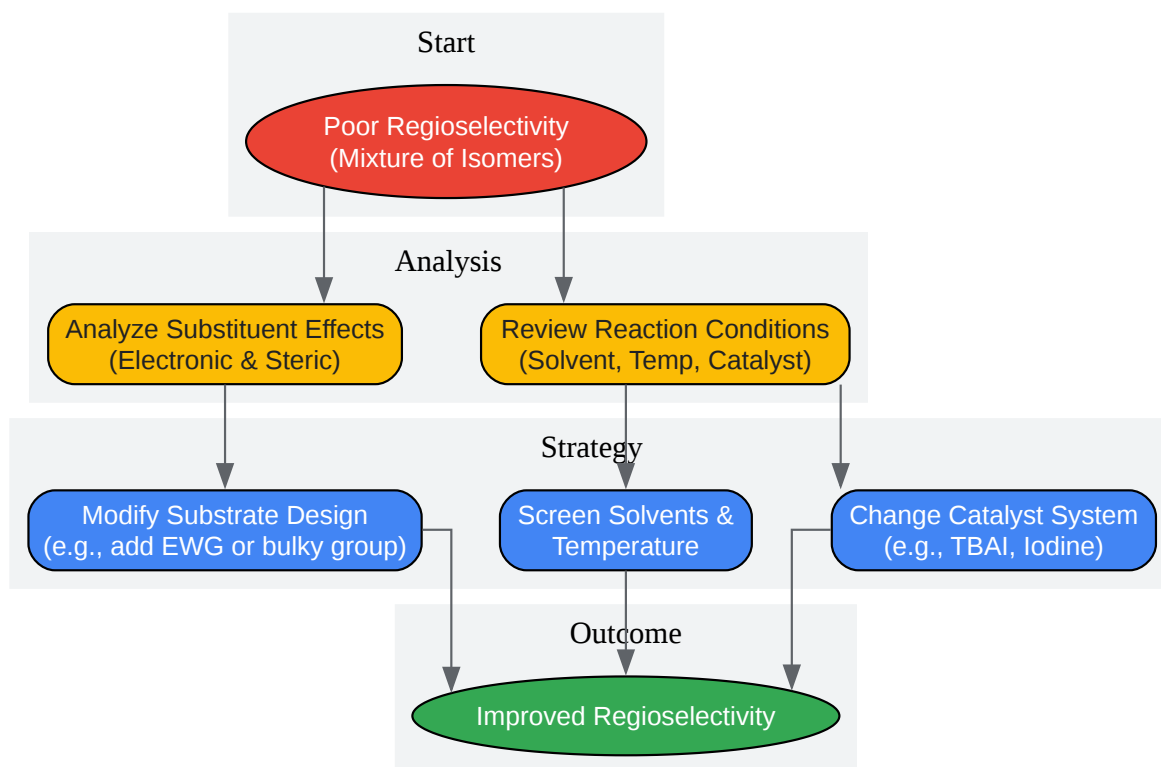 Start
Poor Regioselectivity
(Mixture of Isomers)
Analysis
Analyze Substituent Effects
(Electronic & Steric)
Review Reaction Conditions
(Solvent, Temp, Catalyst)
Strategy
Modify Substrate Design
(e.g., add EWG or bulky group)
Screen Solvents &
Temperature
Change Catalyst System
(e.g., TBAI, Iodine)
Outcome
Improved Regioselectivity